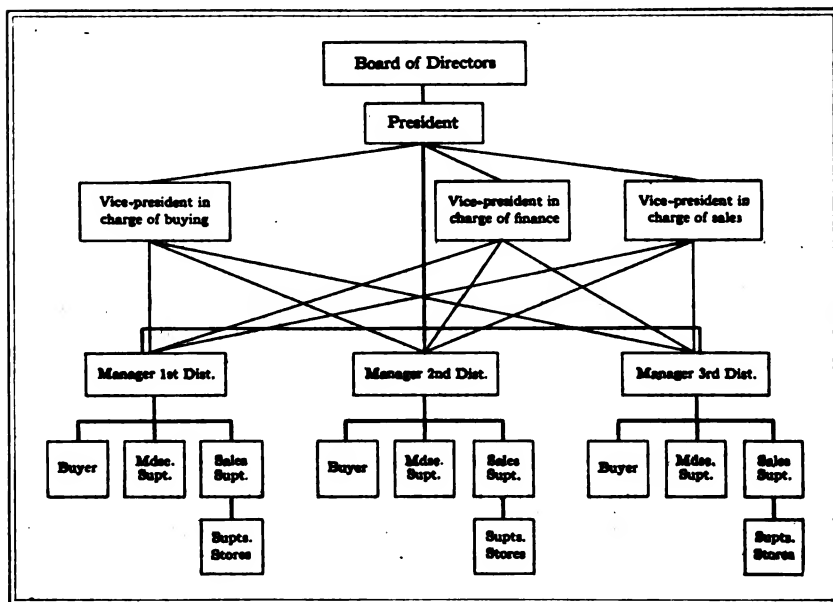 Board of Directors
President
Vice-president in
charge of buying
Vice-president in
charge of finance
Vice-president in
charge of sales
Manager 1st Dist.
Manager 2nd Dist.
Manager 3rd Dist.
Buyer
Mdse.
Supt.
Sales
Supt.
Buyer
Mdse.
Supt.
Sales
Supt.
Buyer
Mdse.
Supt.
Sales
Supt.
Supts.
Stores
Supts.
Stores
Supts.
Stores